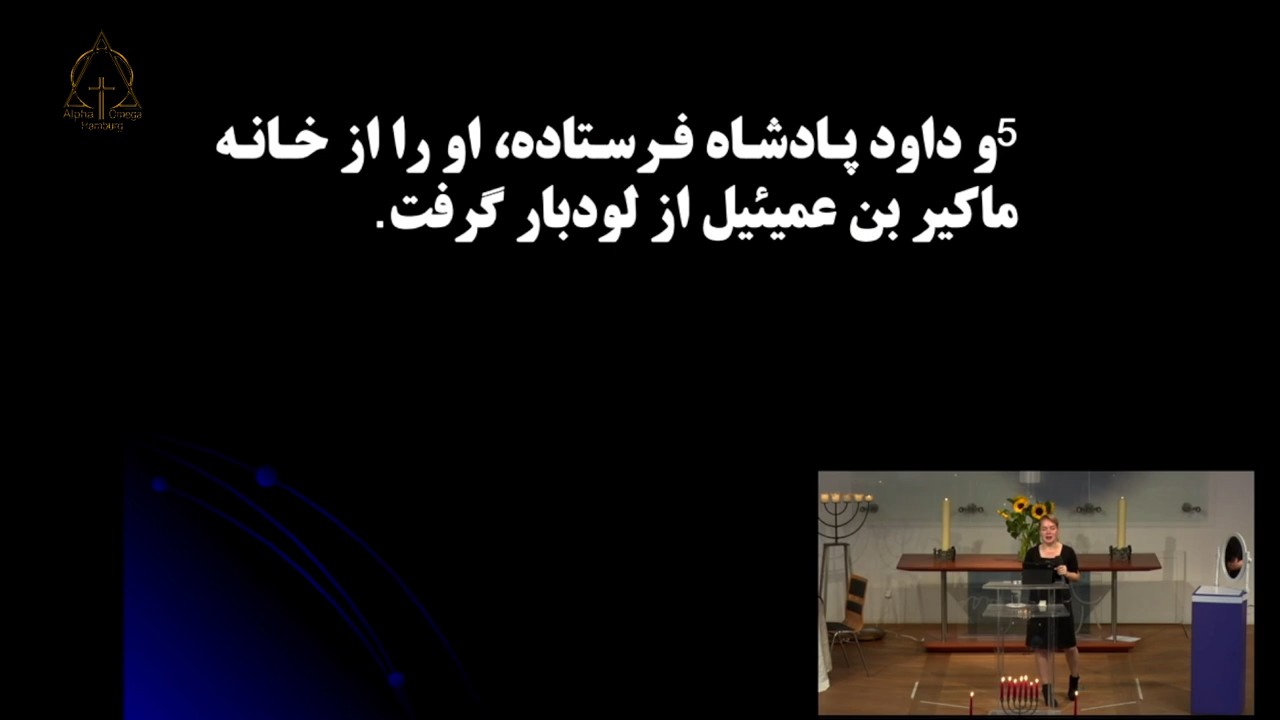 Alpha Omega
Hamburg
5و داود پادشاه فرستاده، او را از خانه
ماکیر بن عمیئیل از لودبار گرفت.